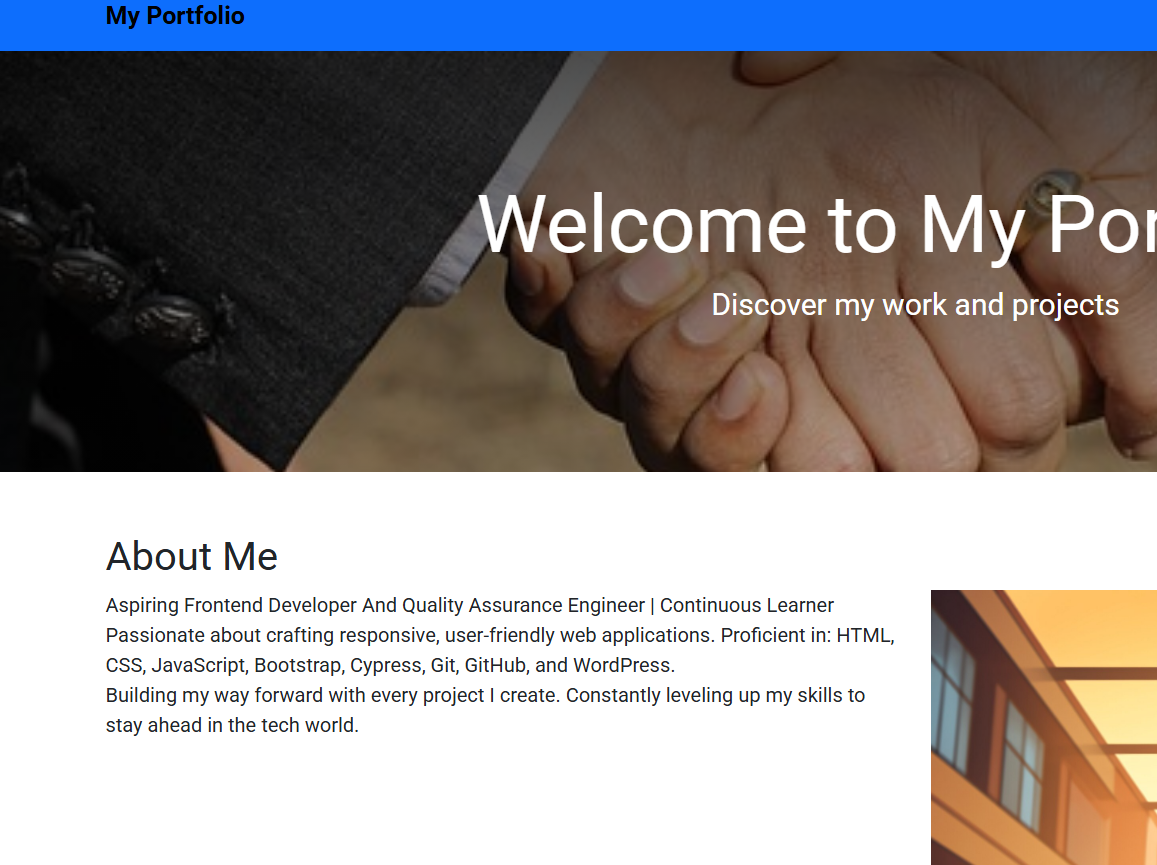 My Portfolio
Welcome to My
Discover my work and projects
About Me
Aspiring Frontend Developer And Quality Assurance Engineer | Continuous Learner
Passionate about crafting responsive, user-friendly web applications. Proficient in: HTML,
CSS, JavaScript, Bootstrap, Cypress, Git, GitHub, and WordPress.
Building my way forward with every project I create. Constantly leveling up my skills to
stay ahead in the tech world.